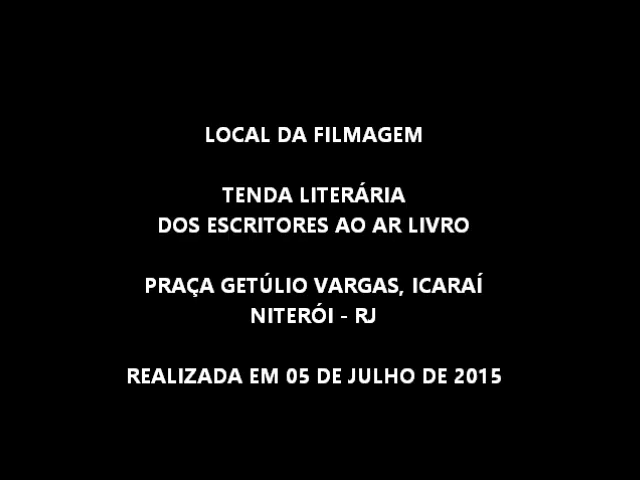 LOCAL DA FILMAGEM
TENDA LITERÁRIA
DOS ESCRITORES AO AR LIVRO
PRAÇA GETÚLIO VARGAS, ICARAÍ
NITERÓI - RJ
REALIZADA EM 05 DE JULHO DE 2015